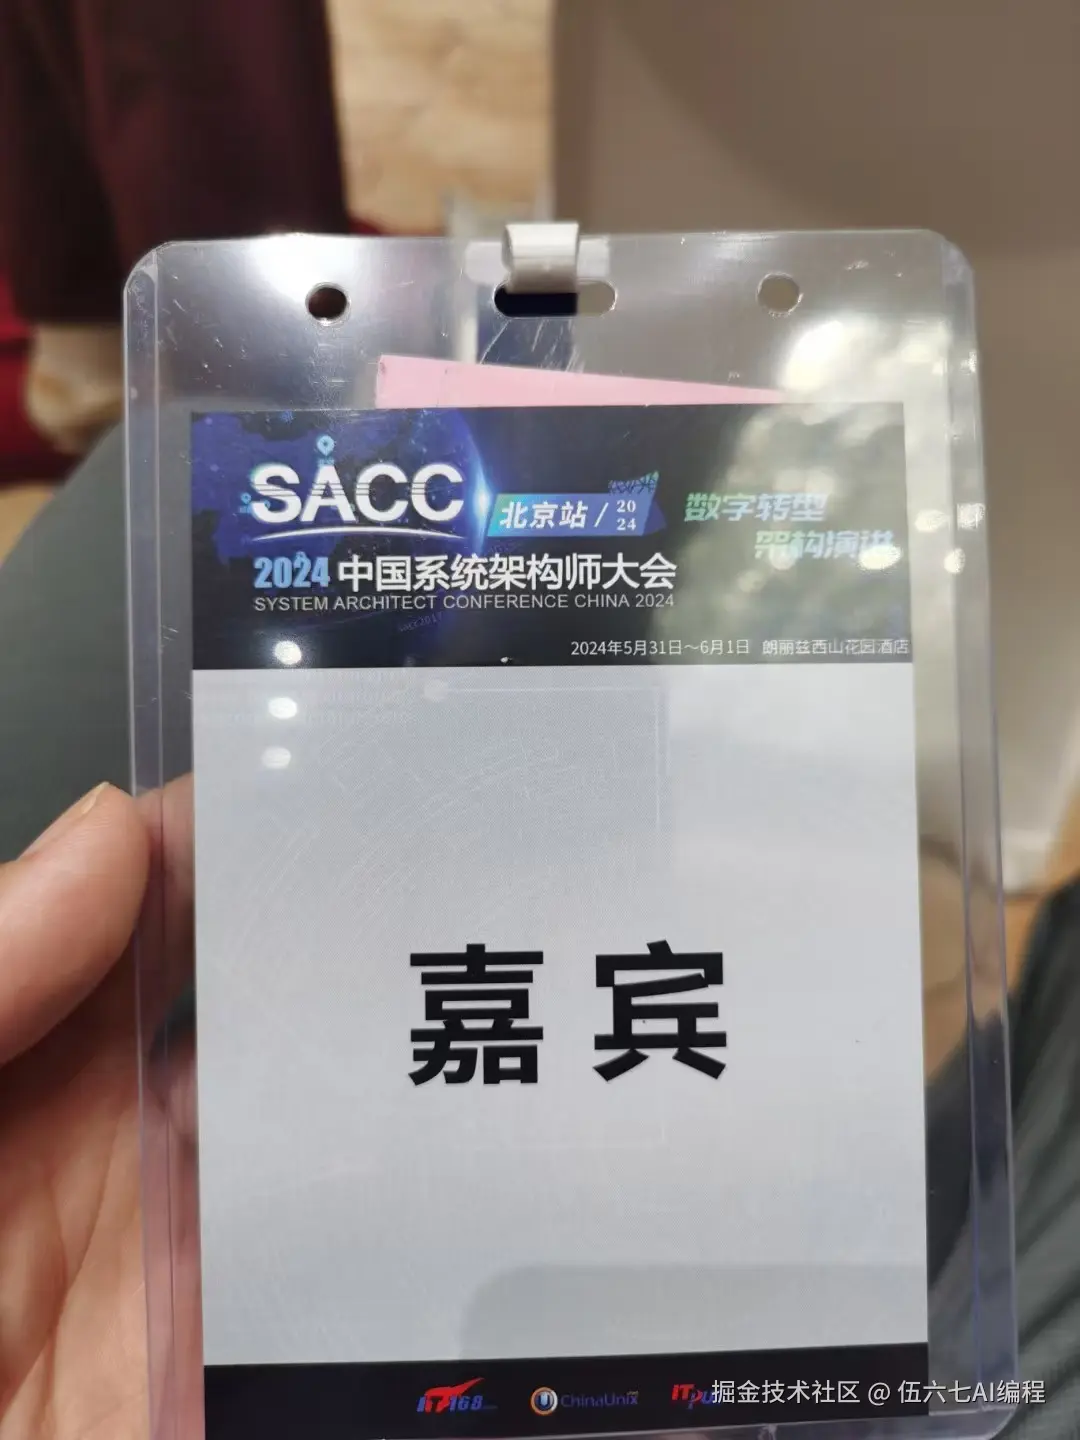 SACC
北京站 / 2024
数字转型
架构演进
2024 中国系统架构师大会
SYSTEM ARCHITECT CONFERENCE CHINA 2024
2024年5月31日～6月1日 朗丽兹西山花园酒店
嘉宾
IT168
ChinaUnix
掘金技术社区 @ 伍六七AI编程